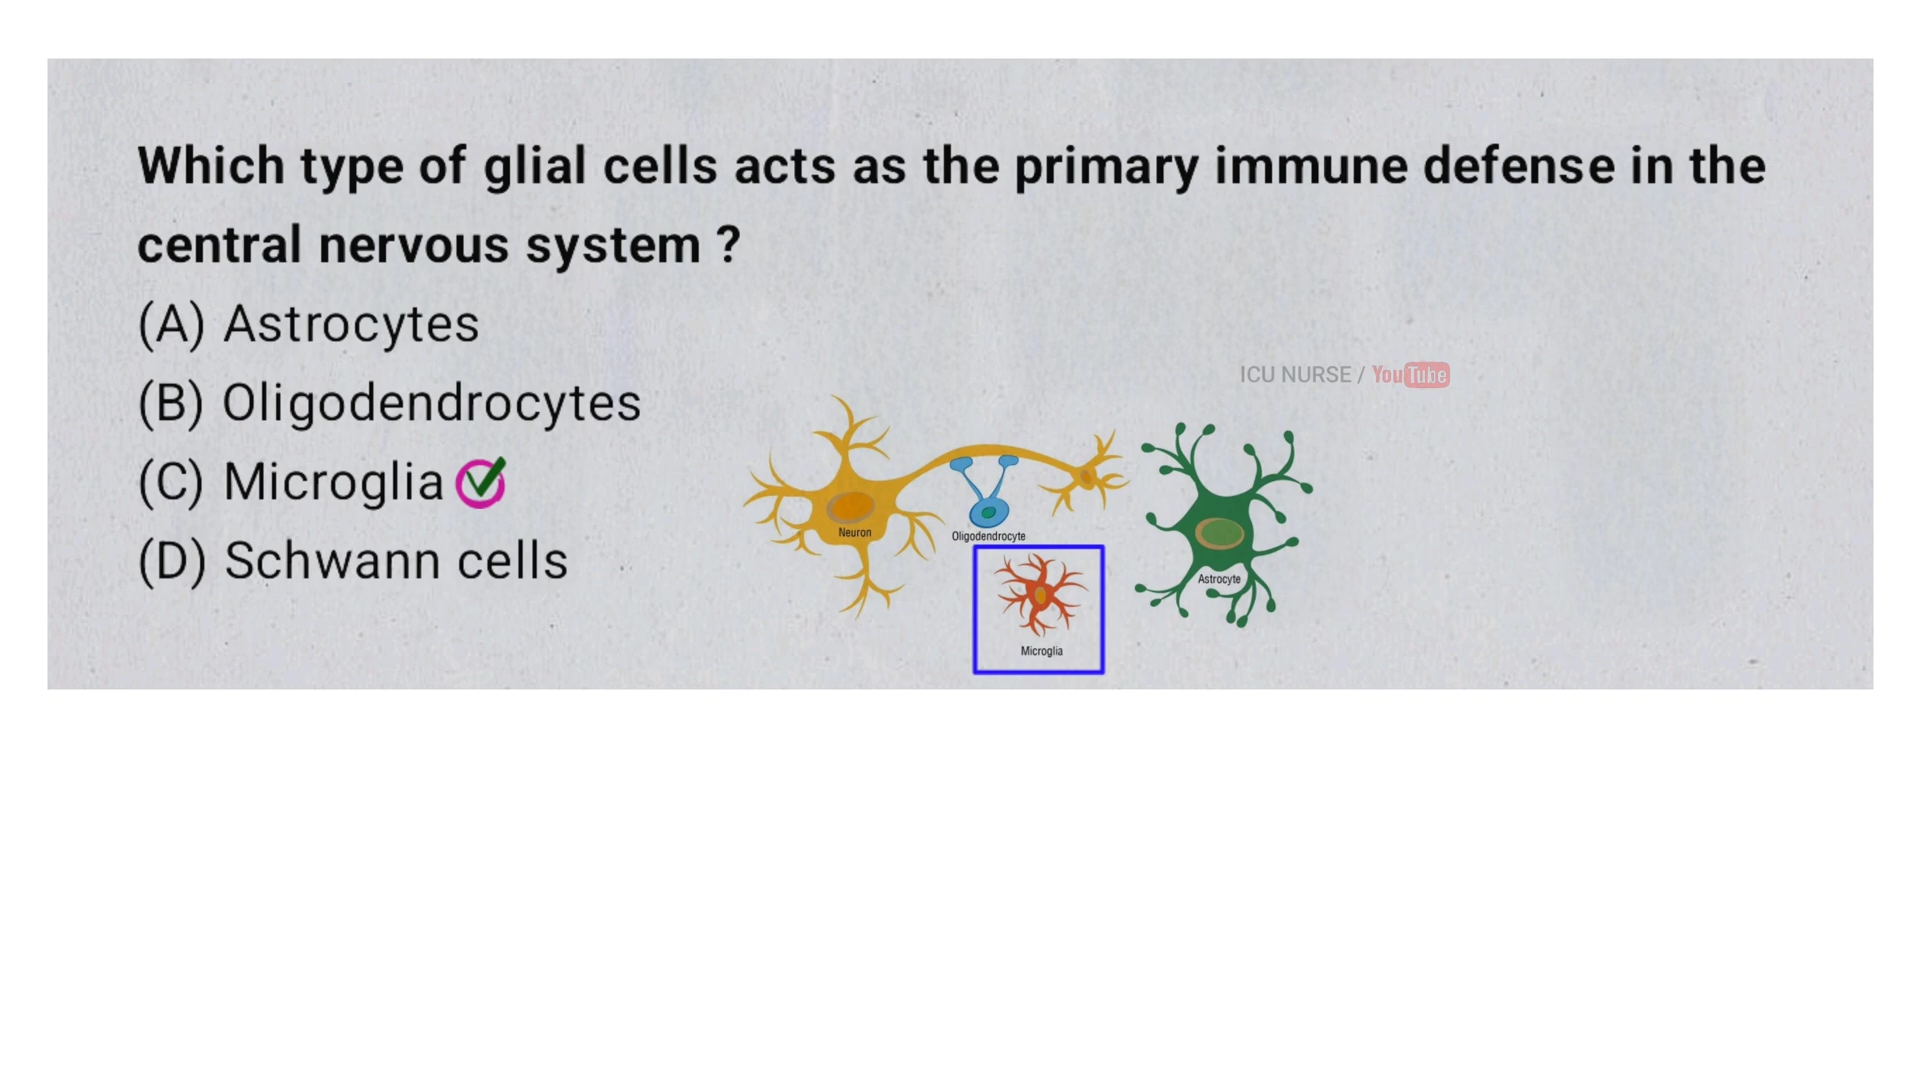 Which type of glial cells acts as the primary immune defense in the
central nervous system ?
(A) Astrocytes
(B) Oligodendrocytes
(C) Microglia
(D) Schwann cells
ICU NURSE / YouTube
Neuron
Oligodendrocyte
Astrocyte
Microglia